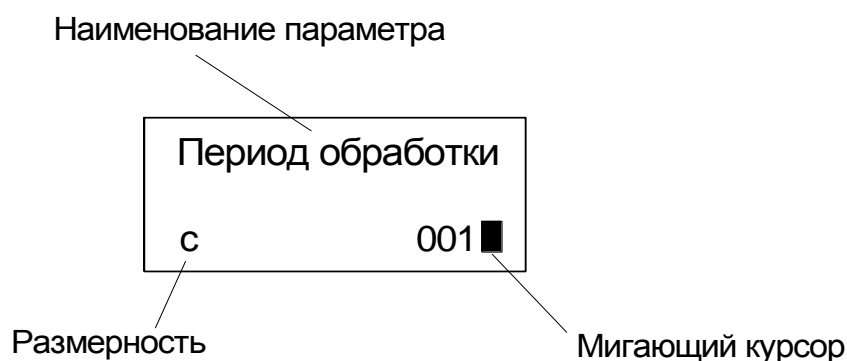 Наименование параметра
Период обработки
с 001
Размерность
Мигающий курсор